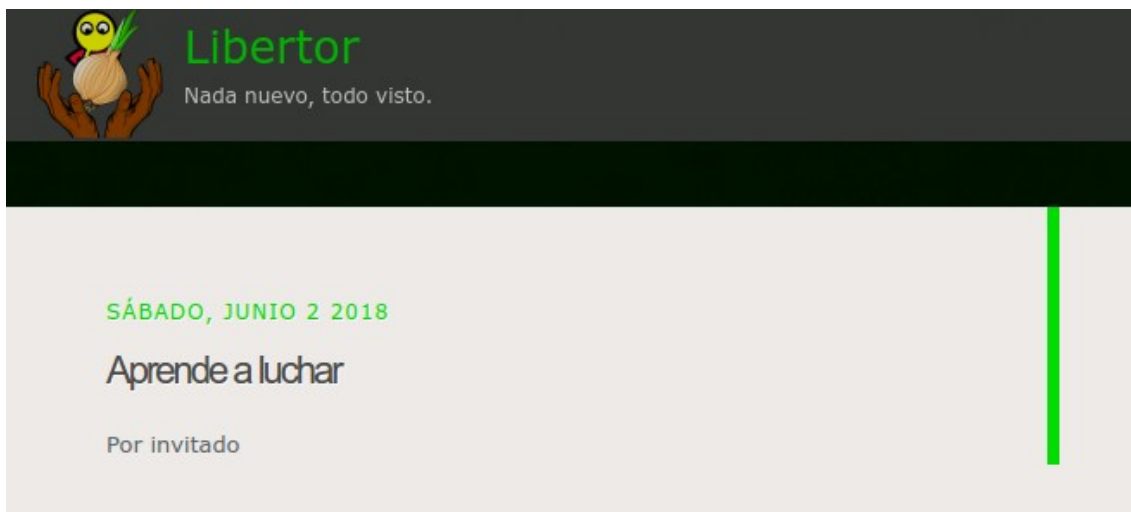 Libertor
Nada nuevo, todo visto.
SÁBADO, JUNIO 2 2018
Aprende a luchar
Por invitado